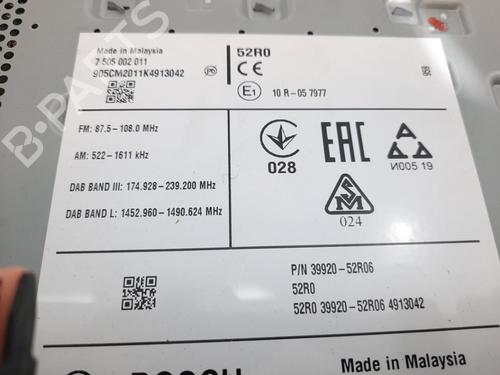 Made in Malaysia
7 505 002 011
905CM2011K4913042
52R0
CE
E1
10 R-05 7977
FM: 87.5-108.0 MHz
AM: 522-1611 kHz
DAB BAND III: 174.928-239.200 MHz
DAB BAND L: 1452.960-1490.624 MHz
028
EAC
И005 19
SM
024
P/N 39920-52R06
52R0
52R0 39920-52R06 4913042
Made in Malaysia
BOSCH
B-PARTS